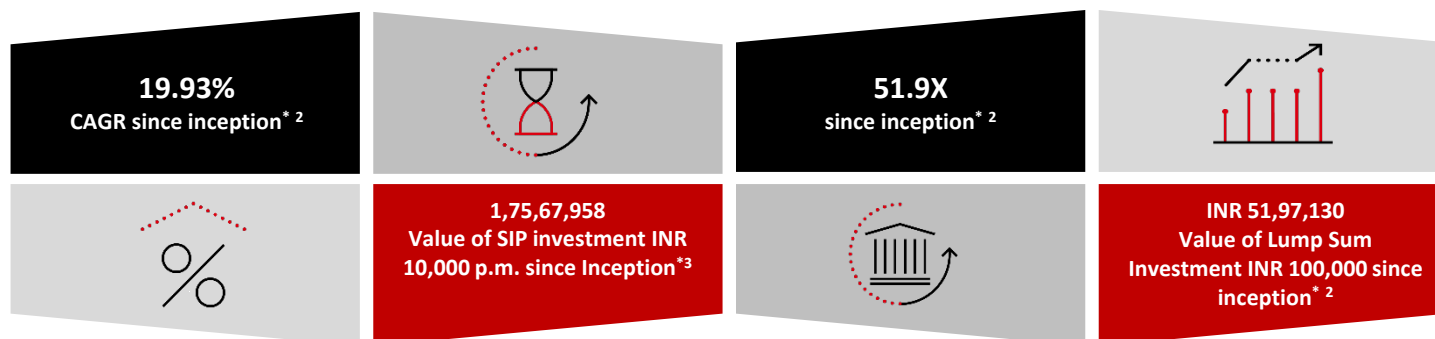 19.93%
CAGR since inception* 2
51.9X
since inception* 2
1,75,67,958
Value of SIP investment INR
10,000 p.m. since Inception*3
INR 51,97,130
Value of Lump Sum
Investment INR 100,000 since
inception* 2